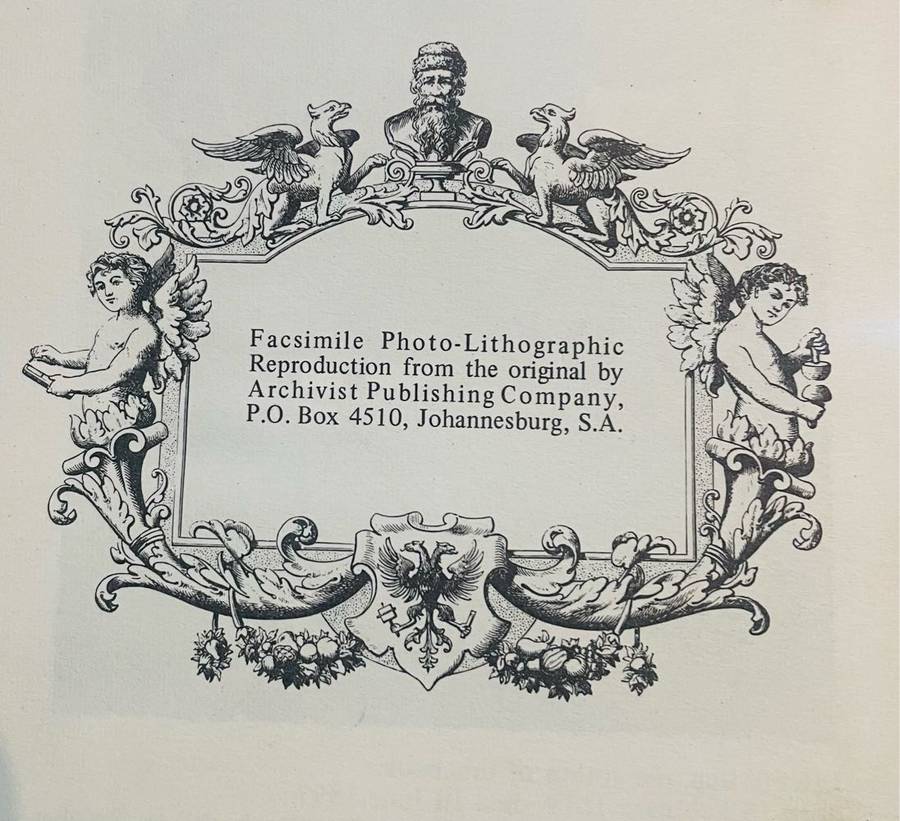 Facsimile Photo-Lithographic
Reproduction from the original by
Archivist Publishing Company,
P.O. Box 4510, Johannesburg, S.A.